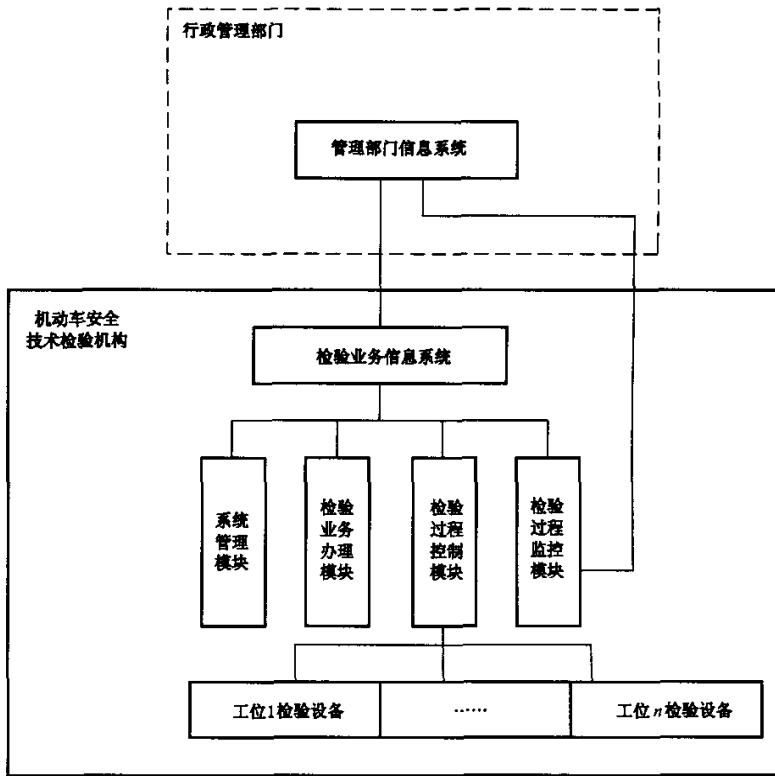 行政管理部门
管理部门信息系统
机动车安全
技术检验机构
检验业务信息系统
系统
管理
模块
检验
业务
办理
模块
检验
过程
控制
模块
检验
过程
监控
模块
工位1检验设备
……
工位n检验设备